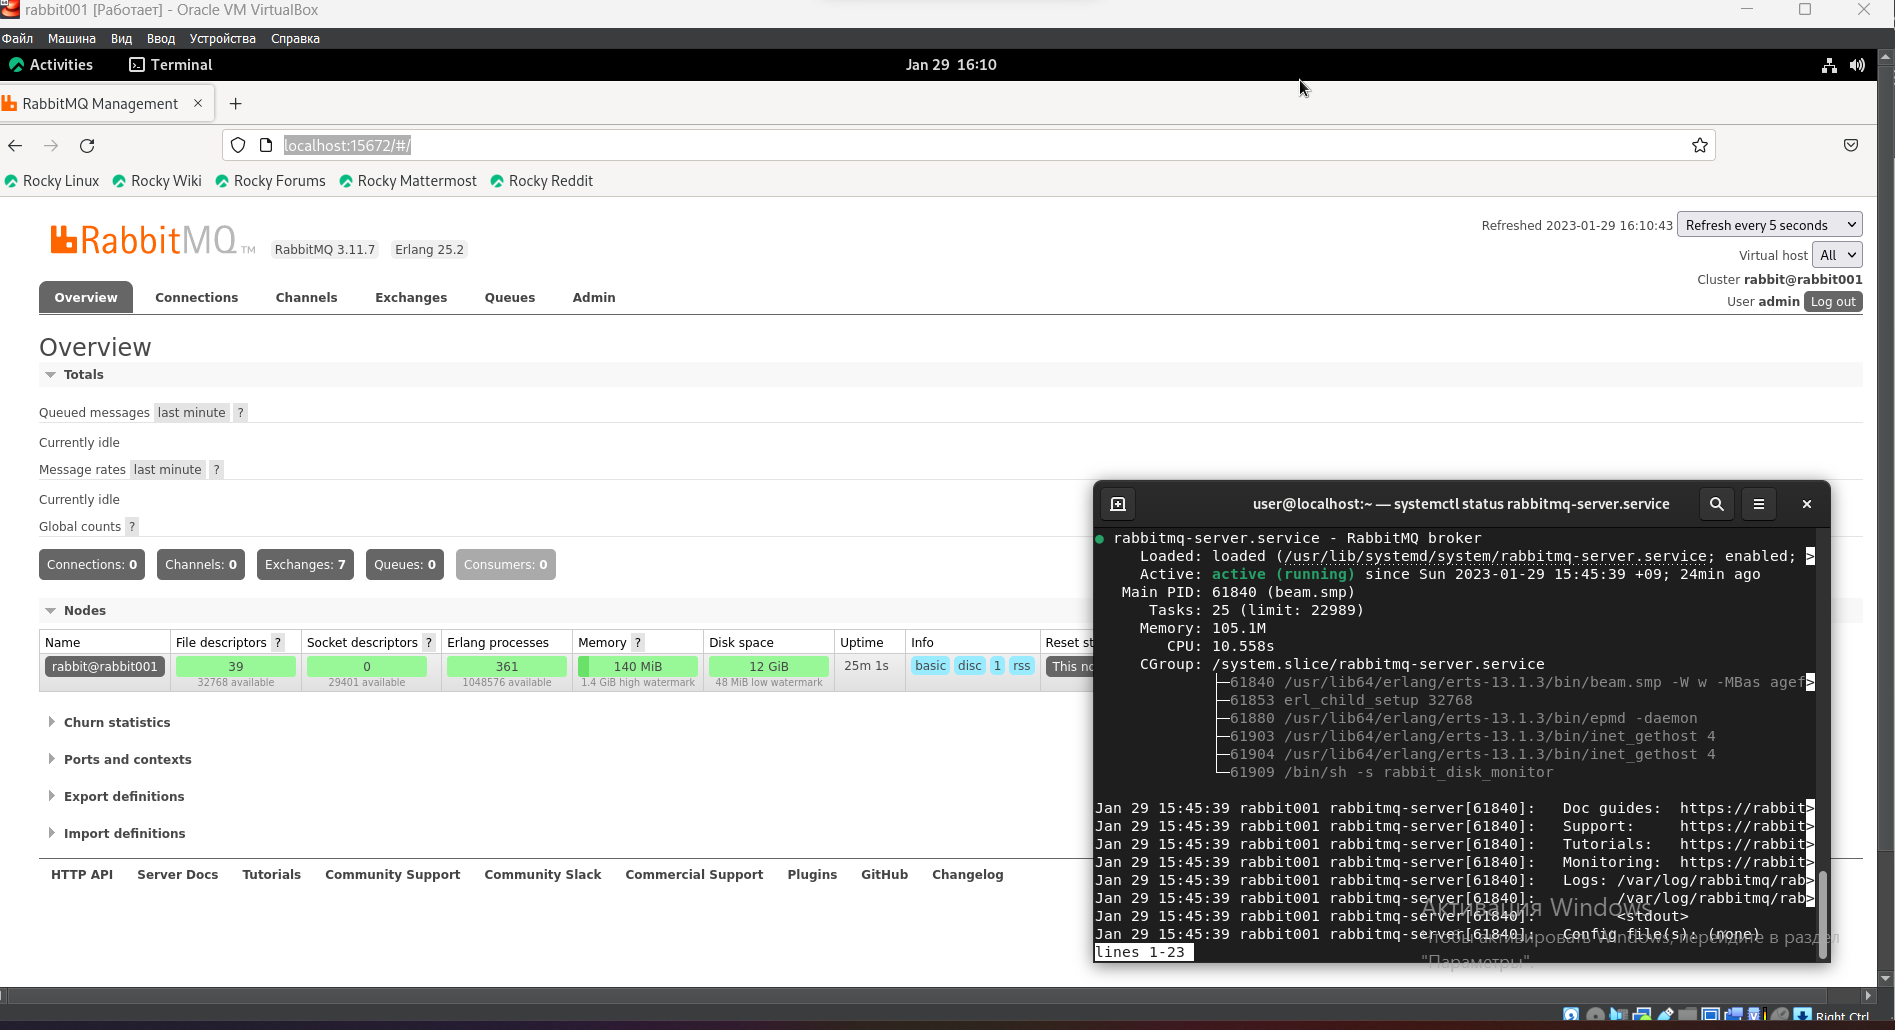 rabbit001 [Работает] - Oracle VM VirtualBox
Файл Машина Вид Ввод Устройства Справка
Activities Terminal Jan 29 16:10
RabbitMQ Management
localhost:15672/#/
Rocky Linux Rocky Wiki Rocky Forums Rocky Mattermost Rocky Reddit
RabbitMQ TM RabbitMQ 3.11.7 Erlang 25.2
Refreshed 2023-01-29 16:10:43 Refresh every 5 seconds
Virtual host All
Cluster rabbit@rabbit001
User admin Log out
Overview Connections Channels Exchanges Queues Admin
Overview
Totals
Queued messages last minute ?
Currently idle
Message rates last minute ?
Currently idle
Global counts ?
Connections: 0 Channels: 0 Exchanges: 7 Queues: 0 Consumers: 0
Nodes
Name File descriptors ? Socket descriptors ? Erlang processes Memory ? Disk space Uptime Info Reset st
rabbit@rabbit001 39 0 361 140 MiB 12 GiB 25m 1s basic disc 1 rss This no
32768 available 29401 available 1048576 available 1.4 GiB high watermark 48 MiB low watermark
Churn statistics
Ports and contexts
Export definitions
Import definitions
HTTP API Server Docs Tutorials Community Support Community Slack Commercial Support Plugins GitHub Changelog
user@localhost:~ — systemctl status rabbitmq-server.service
● rabbitmq-server.service - RabbitMQ broker
Loaded: loaded (/usr/lib/systemd/system/rabbitmq-server.service; enabled; >
Active: active (running) since Sun 2023-01-29 15:45:39 +09; 24min ago
Main PID: 61840 (beam.smp)
Tasks: 25 (limit: 22989)
Memory: 105.1M
CPU: 10.558s
CGroup: /system.slice/rabbitmq-server.service
├─61840 /usr/lib64/erlang/erts-13.1.3/bin/beam.smp -W w -MBas agef>
├─61853 erl_child_setup 32768
├─61880 /usr/lib64/erlang/erts-13.1.3/bin/epmd -daemon
├─61903 /usr/lib64/erlang/erts-13.1.3/bin/inet_gethost 4
├─61904 /usr/lib64/erlang/erts-13.1.3/bin/inet_gethost 4
└─61909 /bin/sh -s rabbit_disk_monitor
Jan 29 15:45:39 rabbit001 rabbitmq-server[61840]: Doc guides: https://rabbit>
Jan 29 15:45:39 rabbit001 rabbitmq-server[61840]: Support: https://rabbit>
Jan 29 15:45:39 rabbit001 rabbitmq-server[61840]: Tutorials: https://rabbit>
Jan 29 15:45:39 rabbit001 rabbitmq-server[61840]: Monitoring: https://rabbit>
Jan 29 15:45:39 rabbit001 rabbitmq-server[61840]: Logs: /var/log/rabbitmq/rab>
Jan 29 15:45:39 rabbit001 rabbitmq-server[61840]: /var/log/rabbitmq/rab>
Jan 29 15:45:39 rabbit001 rabbitmq-server[61840]: <stdout>
Jan 29 15:45:39 rabbit001 rabbitmq-server[61840]: Config file(s): (none)
lines 1-23
Активация Windows
Чтобы активировать Windows, перейдите в раздел
"Параметры".
Right Ctrl